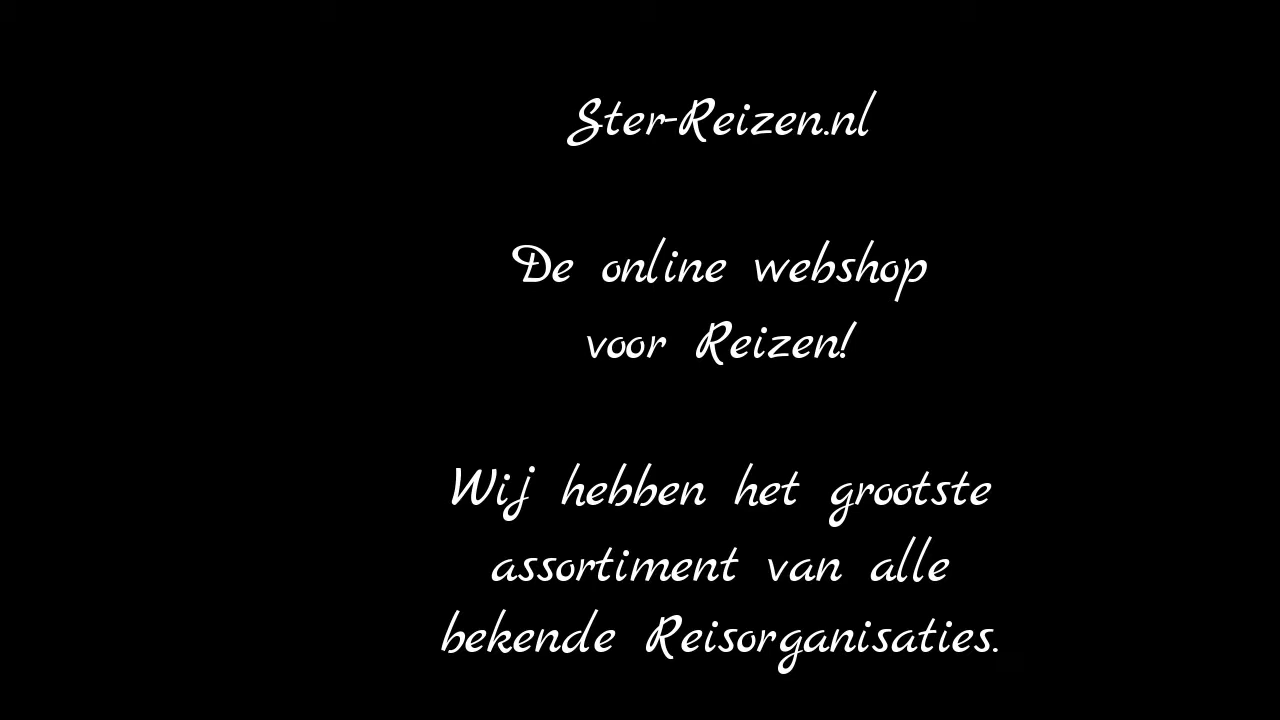 Ster-Reizen.nl
De online webshop
voor Reizen!
Wij hebben het grootste
assortiment van alle
bekende Reisorganisaties.